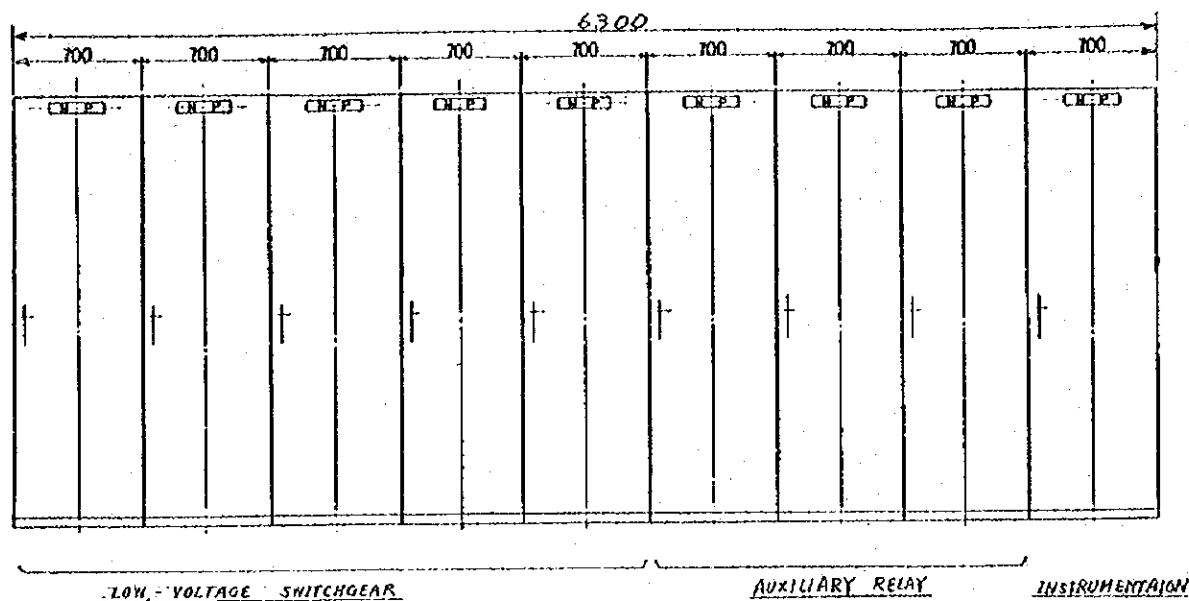 6300
700 700 700 700 700 700 700 700 700
N.P. N.P. N.P. N.P. N.P. N.P. N.P. N.P. N.P.
LOW-VOLTAGE SWITCHGEAR AUXILIARY RELAY INSTRUMENTAION